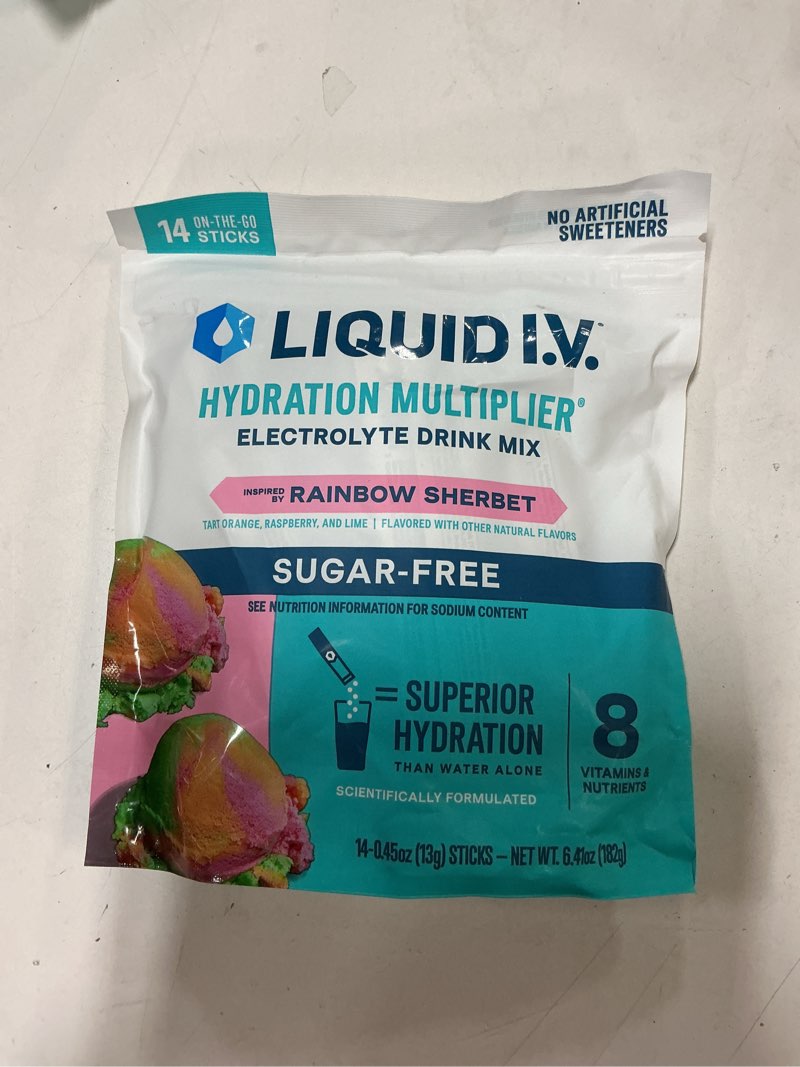 14 ON-THE-GO STICKS
NO ARTIFICIAL
SWEETENERS
LIQUID I.V.™
HYDRATION MULTIPLIER®
ELECTROLYTE DRINK MIX
INSPIRED BY RAINBOW SHERBET
TART ORANGE, RASPBERRY, AND LIME | FLAVORED WITH OTHER NATURAL FLAVORS
SUGAR-FREE
SEE NUTRITION INFORMATION FOR SODIUM CONTENT
= SUPERIOR
HYDRATION
THAN WATER ALONE
SCIENTIFICALLY FORMULATED
8
VITAMINS &
NUTRIENTS
14-0.45oz (13g) STICKS – NET WT. 6.41oz (182g)